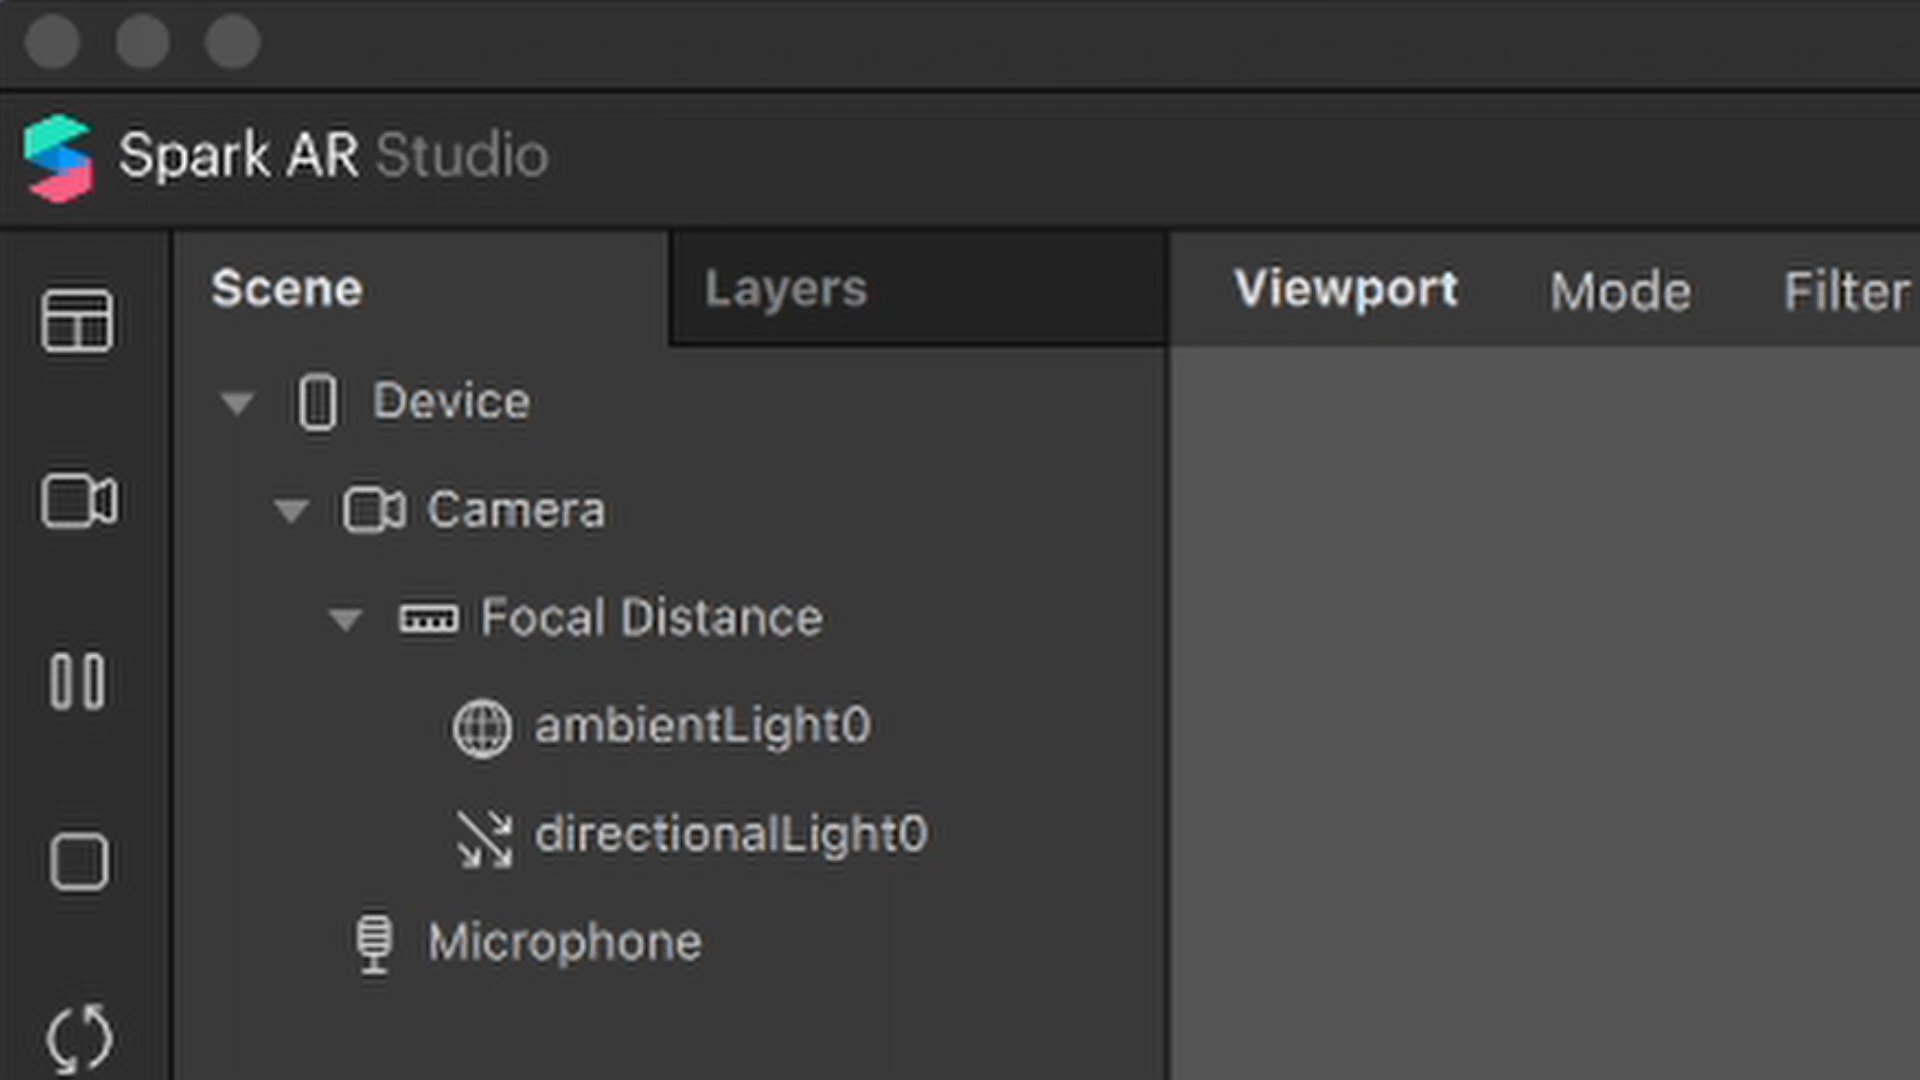 Spark AR Studio
Scene Layers Viewport Mode Filter
Device
Camera
Focal Distance
ambientLight0
directionalLight0
Microphone